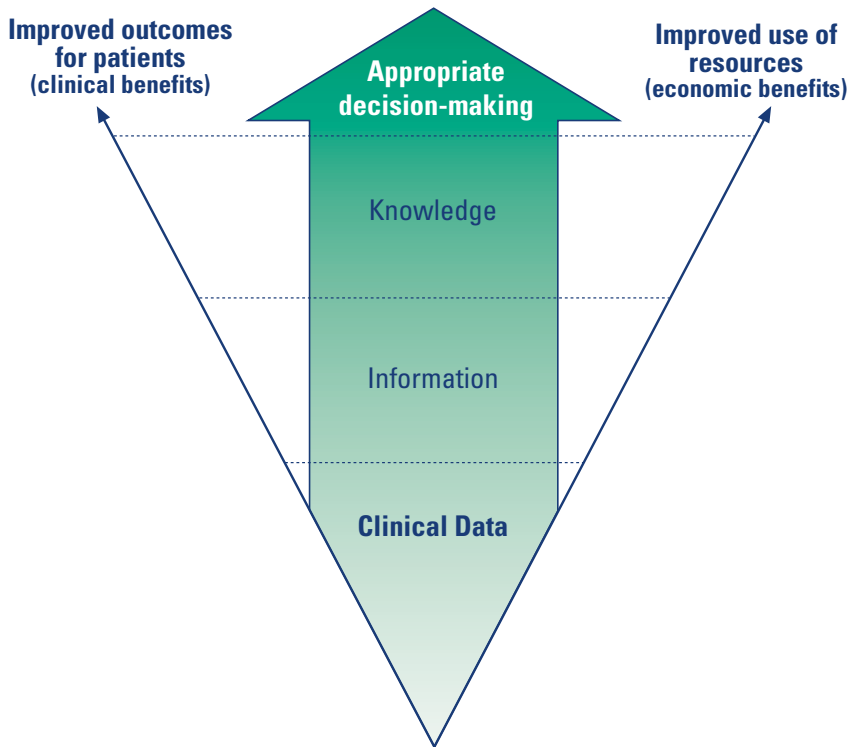 Improved outcomes
for patients
(clinical benefits)
Appropriate
decision-making
Improved use of
resources
(economic benefits)
Knowledge
Information
Clinical Data